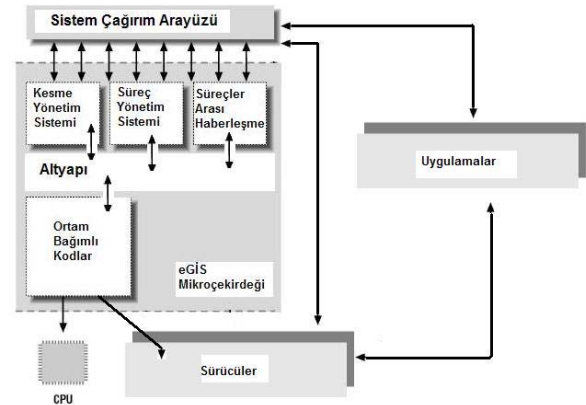 Sistem Çağırım Arayüzü
Kesme
Yönetim
Sistemi
Süreç
Yönetim
Sistemi
Süreçler
Arası
Haberleşme
Altyapı
Uygulamalar
Ortam
Bağımlı
Kodlar
eGİS
Mikroçekirdeği
Sürücüler
CPU